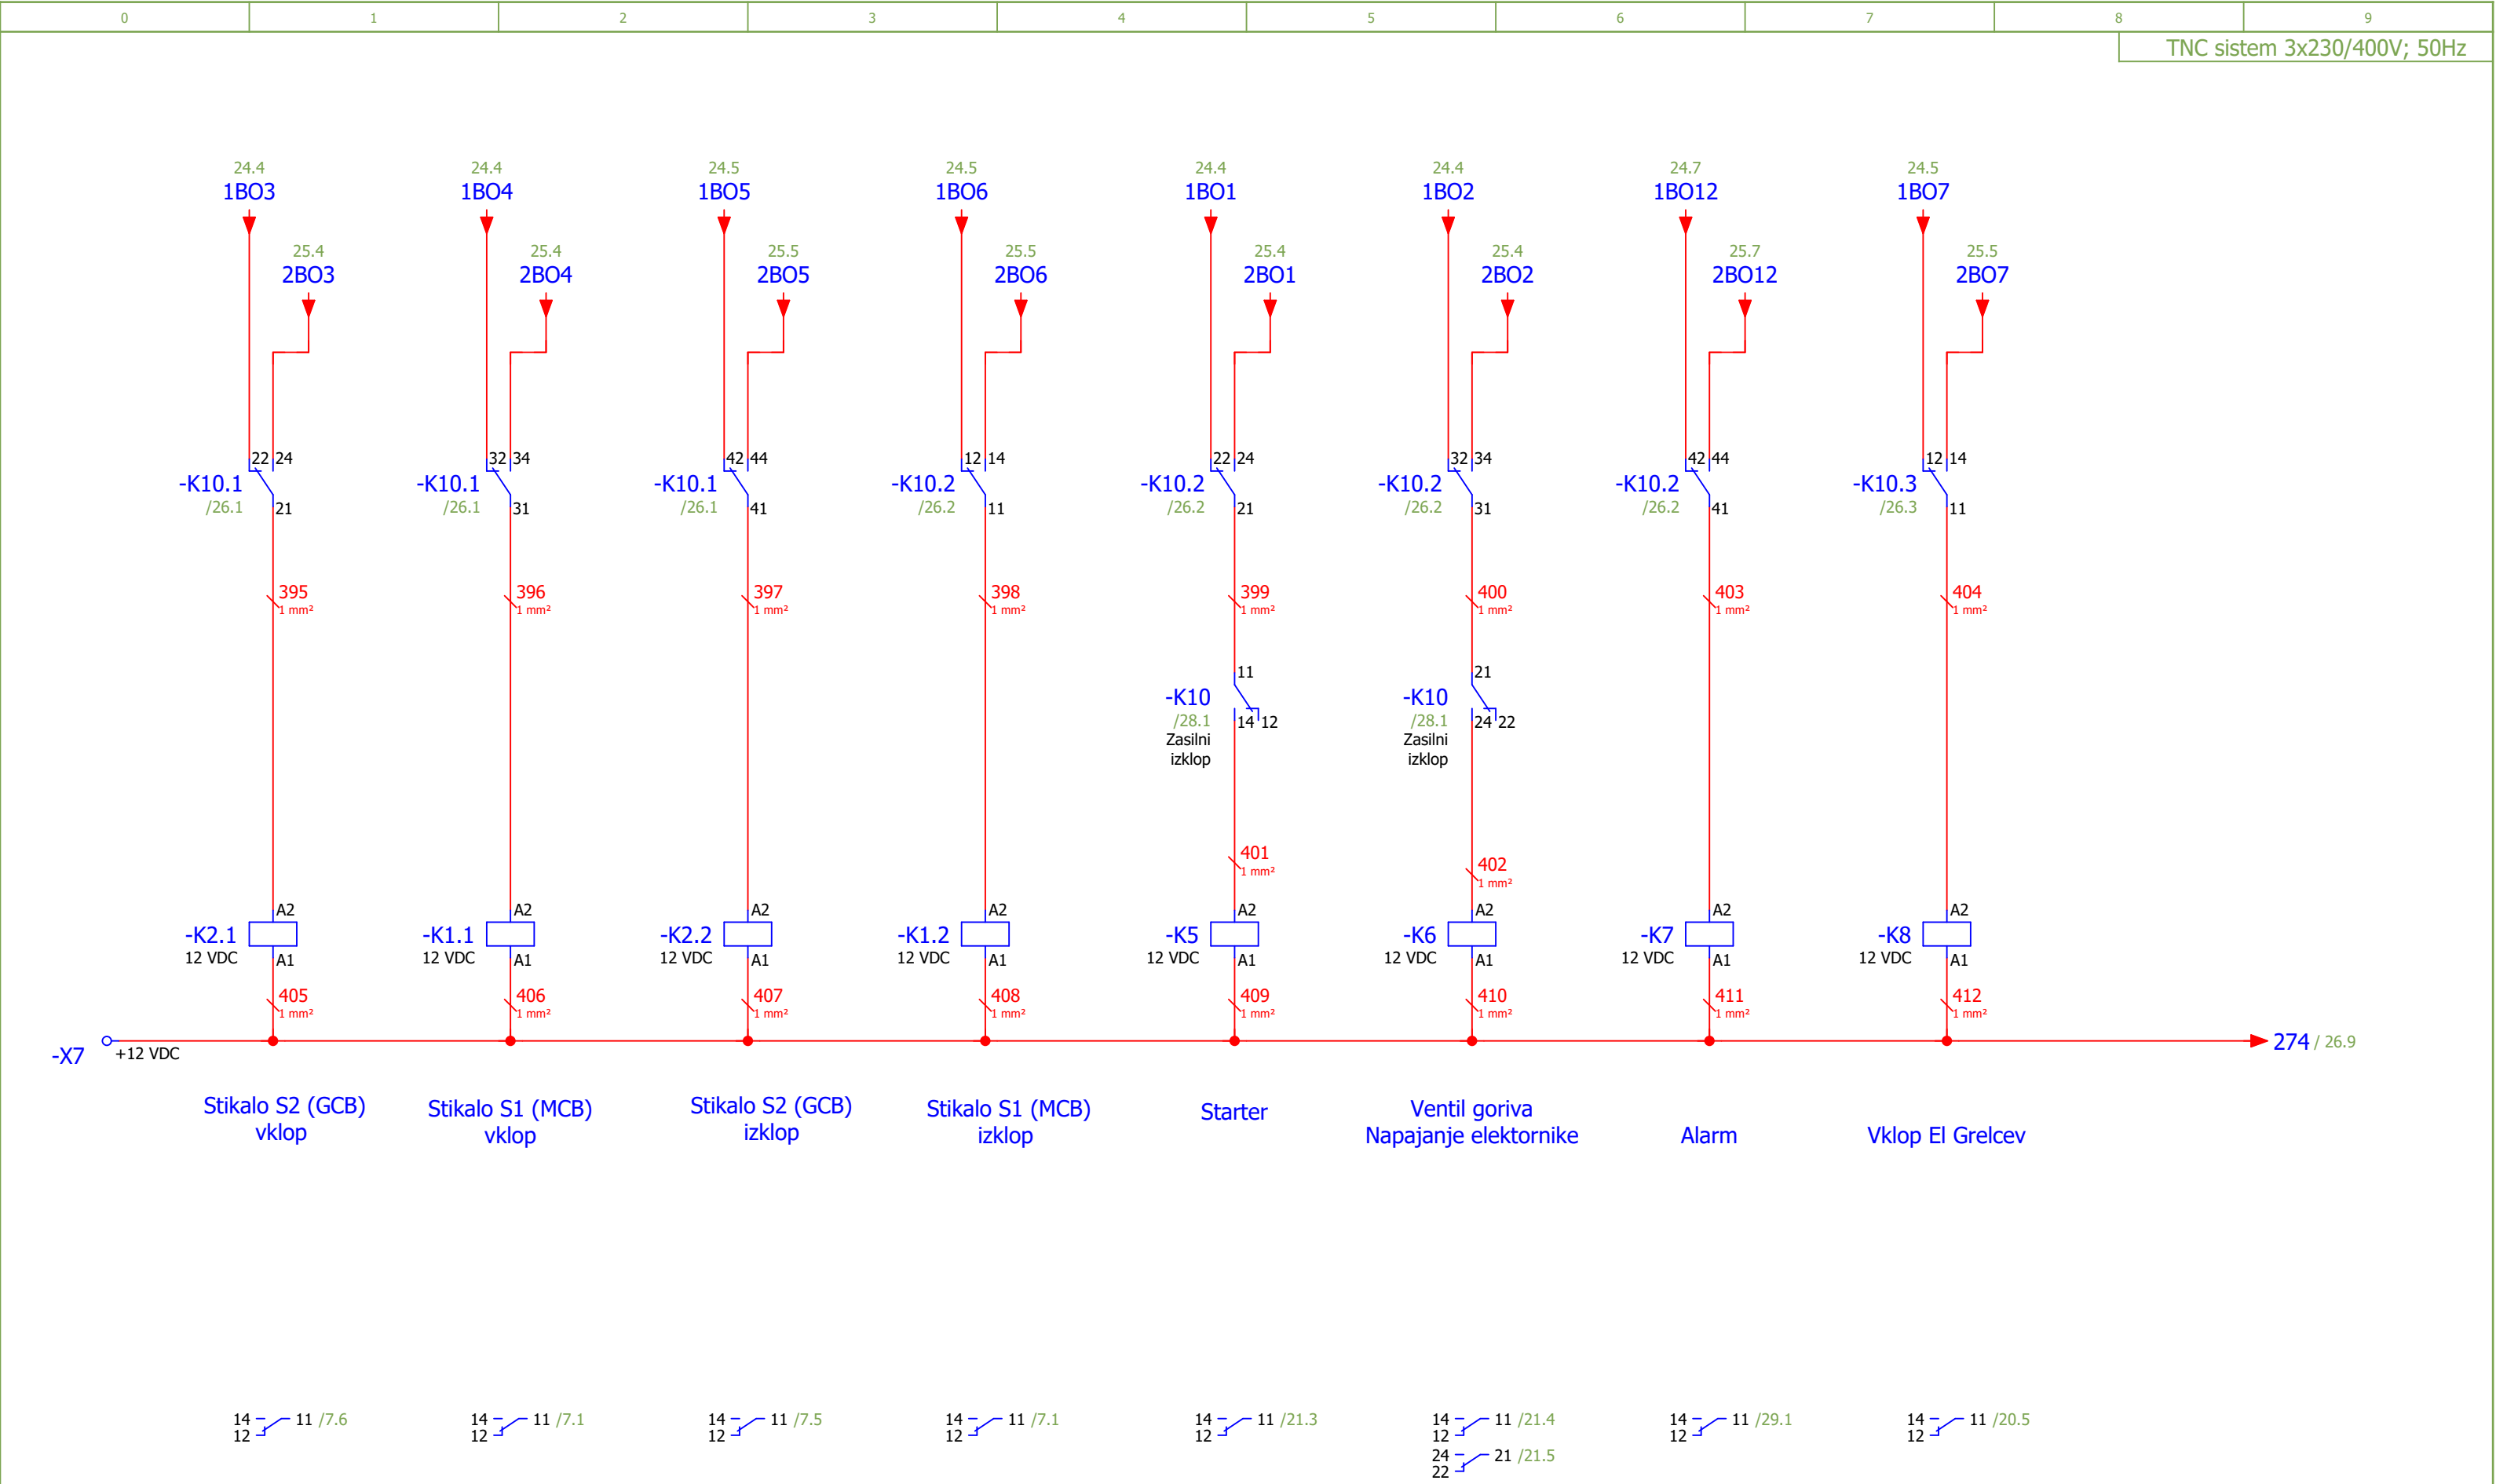 0 1 2 3 4 5 6 7 8 9
TNC sistem 3x230/400V; 50Hz
24.4 24.4 24.5 24.5 24.4 24.4 24.7 24.5
1BO3 1BO4 1BO5 1BO6 1BO1 1BO2 1BO12 1BO7
25.4 25.4 25.5 25.5 25.4 25.4 25.7 25.5
2BO3 2BO4 2BO5 2BO6 2BO1 2BO2 2BO12 2BO7
22 24 32 34 42 44 12 14 22 24 32 34 42 44 12 14
-K10.1 -K10.1 -K10.1 -K10.2 -K10.2 -K10.2 -K10.2 -K10.3
/26.1 21 /26.1 31 /26.1 41 /26.2 11 /26.2 21 /26.2 31 /26.2 41 /26.3 11
395 396 397 398 399 400 403 404
1 mm² 1 mm² 1 mm² 1 mm² 1 mm² 1 mm² 1 mm² 1 mm²
11 21
-K10 -K10
/28.1 14 12 /28.1 24 22
Zasilni Zasilni
izklop izklop
401 402
1 mm² 1 mm²
A2 A2 A2 A2 A2 A2 A2 A2
-K2.1 -K1.1 -K2.2 -K1.2 -K5 -K6 -K7 -K8
12 VDC A1 12 VDC A1 12 VDC A1 12 VDC A1 12 VDC A1 12 VDC A1 12 VDC A1 12 VDC A1
405 406 407 408 409 410 411 412
1 mm² 1 mm² 1 mm² 1 mm² 1 mm² 1 mm² 1 mm² 1 mm²
-X7 +12 VDC 274 / 26.9
Stikalo S2 (GCB) Stikalo S1 (MCB) Stikalo S2 (GCB) Stikalo S1 (MCB) Starter Ventil goriva
vklop vklop izklop izklop Napajanje elektornike Alarm Vklop El Grelcev
14 11 /7.6 14 11 /7.1 14 11 /7.5 14 11 /7.1 14 11 /21.3 14 11 /21.4 14 11 /29.1 14 11 /20.5
12 12 12 12 12 12 12 12
24 21 /21.5
22